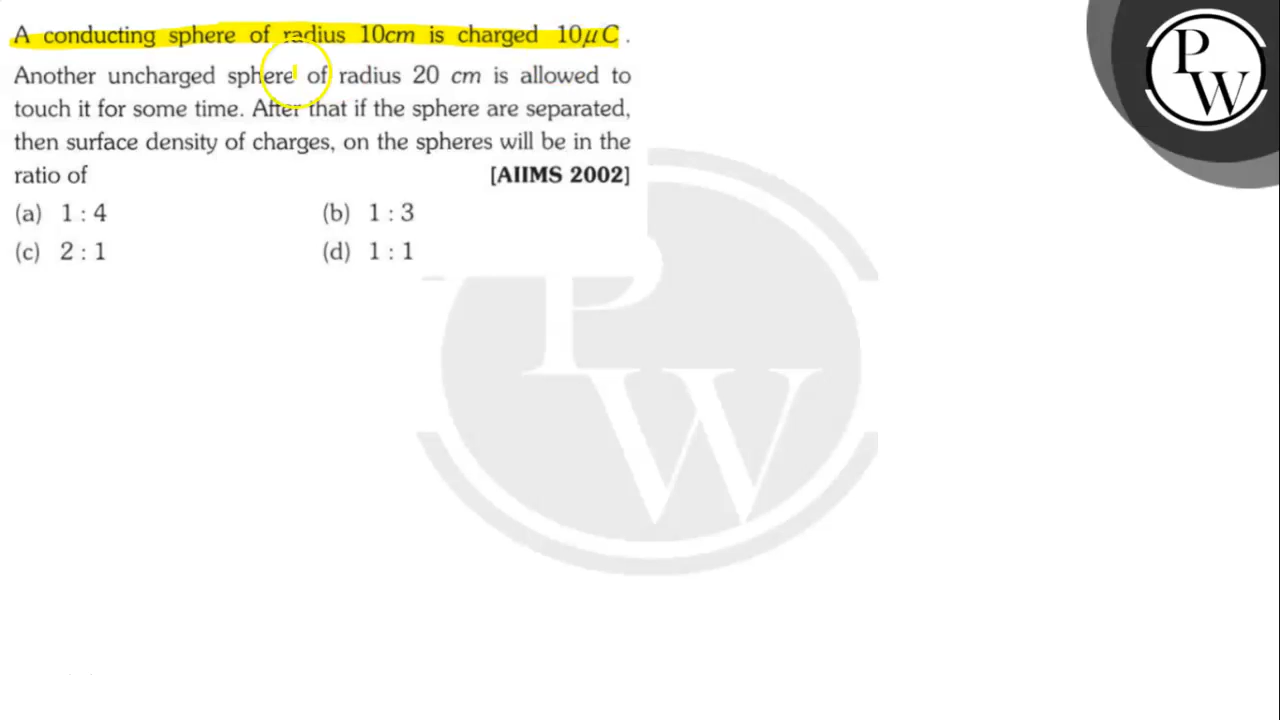 A conducting sphere of radius 10cm is charged 10μC .
Another uncharged sphere of radius 20 cm is allowed to
touch it for some time. After that if the sphere are separated,
then surface density of charges, on the spheres will be in the
ratio of [AIIMS 2002]
(a) 1 : 4 (b) 1 : 3
(c) 2 : 1 (d) 1 : 1
P
W
P
W